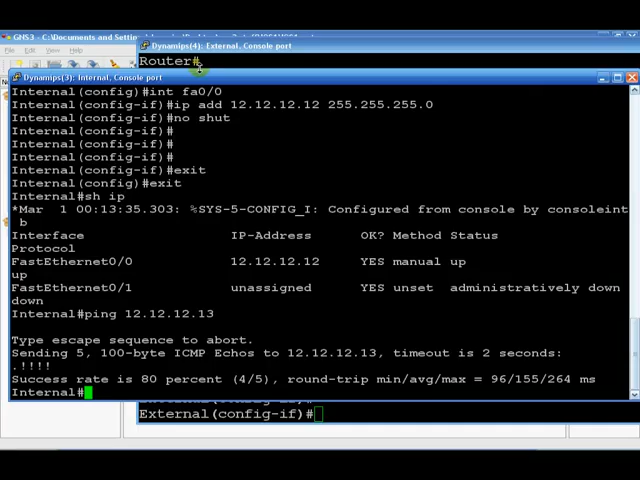 GNS3 - C:\Documents and Setting
Dynamips(4): External, Console port
File
Router#
Dynamips(3): Internal, Console port
Internal(config)#int fa0/0
Internal(config-if)#ip add 12.12.12.12 255.255.255.0
Internal(config-if)#no shut
Internal(config-if)#
Internal(config-if)#
Internal(config-if)#
Internal(config-if)#exit
Internal(config)#exit
Internal#sh ip
*Mar  1 00:13:35.303: %SYS-5-CONFIG_I: Configured from console by consoleint
b
Interface IP-Address OK? Method Status
Protocol
FastEthernet0/0 12.12.12.12 YES manual up
up
FastEthernet0/1 unassigned YES unset administratively down
down
Internal#ping 12.12.12.13
Type escape sequence to abort.
Sending 5, 100-byte ICMP Echos to 12.12.12.13, timeout is 2 seconds:
.!!!!
Success rate is 80 percent (4/5), round-trip min/avg/max = 96/155/264 ms
Internal#
External(config-if)#